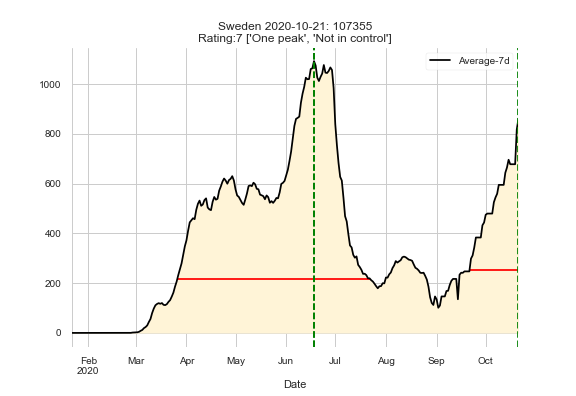 Sweden 2020-10-21: 107355
Rating:7 ['One peak', 'Not in control']
Average-7d
1000
800
600
400
200
0
Feb Mar Apr May Jun Jul Aug Sep Oct
2020
Date